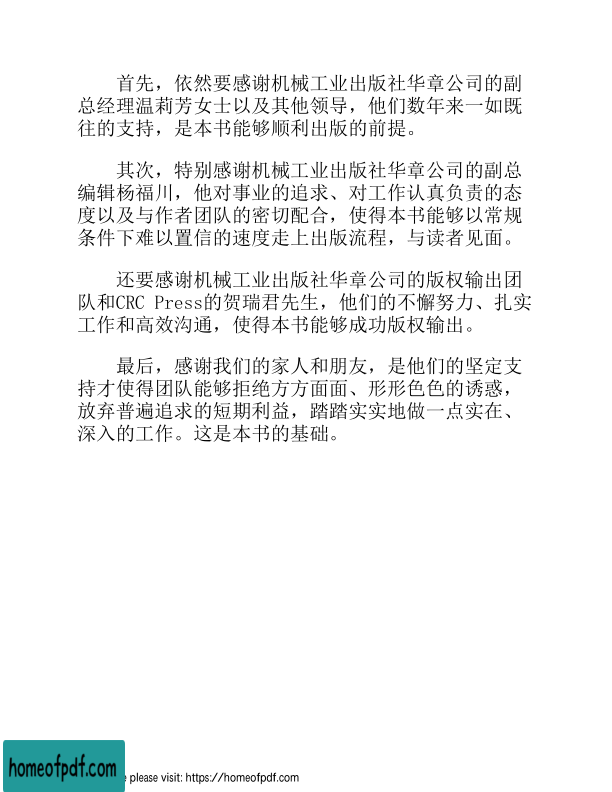 首先，依然要感谢机械工业出版社华章公司的副
总经理温莉芳女士以及其他领导，他们数年来一如既
往的支持，是本书能够顺利出版的前提。
其次，特别感谢机械工业出版社华章公司的副总
编辑杨福川，他对事业的追求、对工作认真负责的态
度以及与作者团队的密切配合，使得本书能够以常规
条件下难以置信的速度走上出版流程，与读者见面。
还要感谢机械工业出版社华章公司的版权输出团
队和CRC Press的贺瑞君先生，他们的不懈努力、扎实
工作和高效沟通，使得本书能够成功版权输出。
最后，感谢我们的家人和朋友，是他们的坚定支
持才使得团队能够拒绝方方面面、形形色色的诱惑，
放弃普遍追求的短期利益，踏踏实实地做一点实在、
深入的工作。这是本书的基础。
homeofpdf.com
e please visit: https://homeofpdf.com